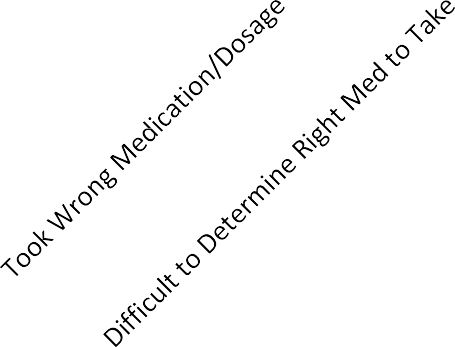 Took Wrong Medication/Dosage
Difficult to Determine Right Med to Take